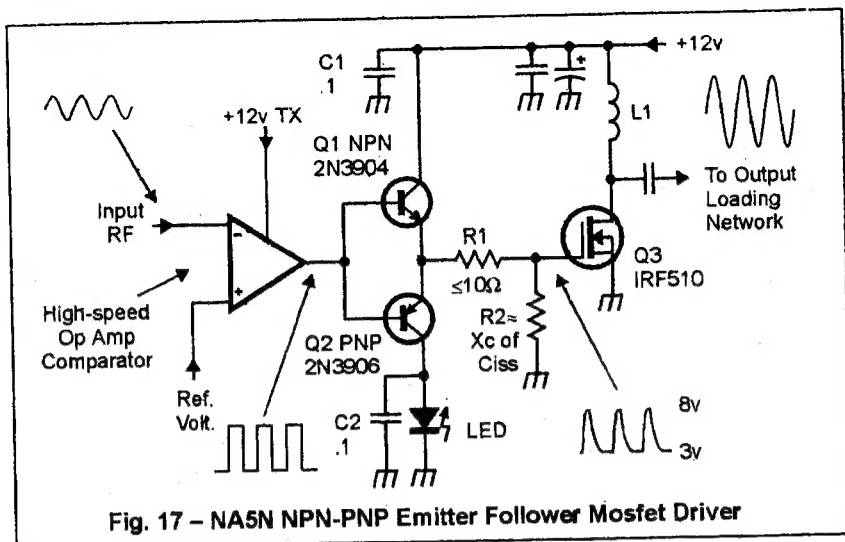 C1
.1
+12v
+12v TX
Q1 NPN
2N3904
L1
To Output
Loading
Network
Input
RF
-
+
R1
≤10Ω
Q3
IRF510
High-speed
Op Amp
Comparator
Q2 PNP
2N3906
R2≈
Xc of
Ciss
Ref.
Volt.
C2
.1
LED
8v
3v
Fig. 17 – NA5N NPN-PNP Emitter Follower Mosfet Driver